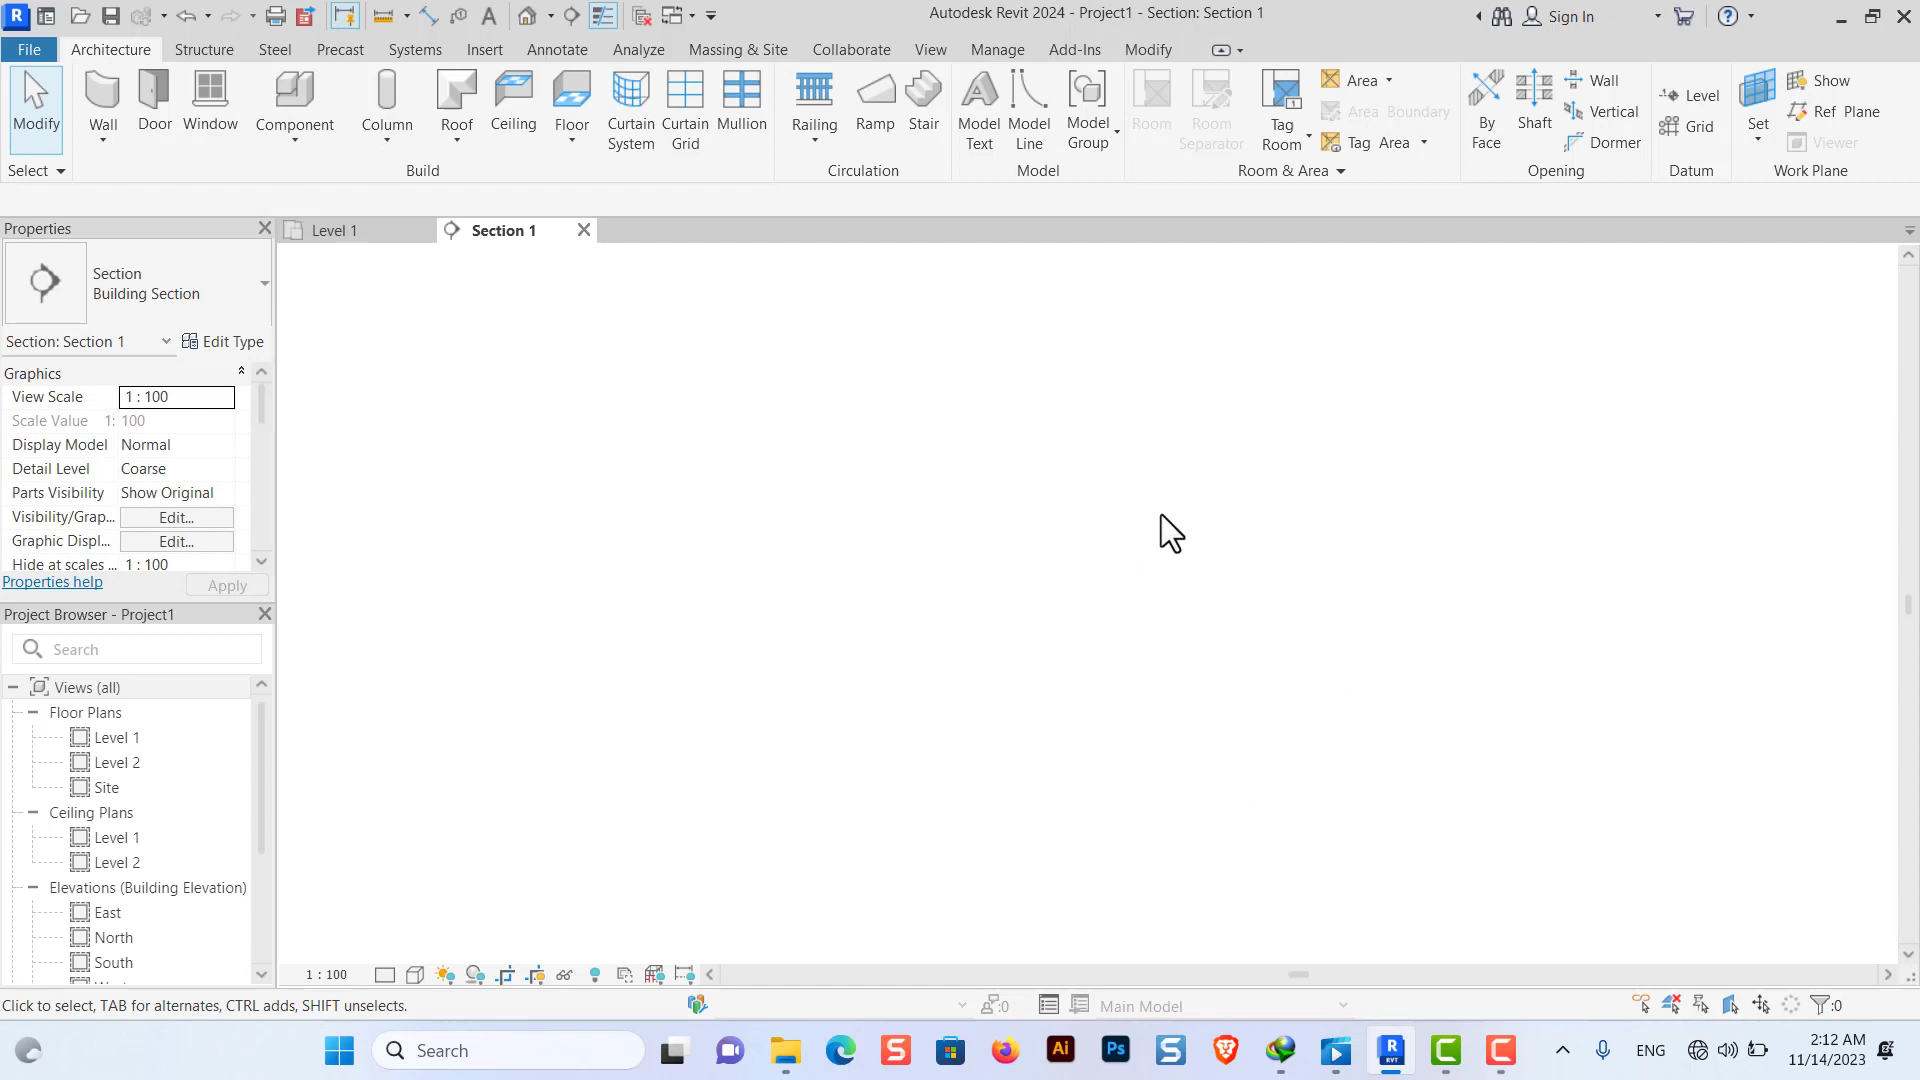 Autodesk Revit 2024 - Project1 - Section: Section 1
Sign In
File Architecture Structure Steel Precast Systems Insert Annotate Analyze Massing & Site Collaborate View Manage Add-Ins Modify
Modify
Wall
Door
Window
Component
Column
Roof
Ceiling
Floor
Curtain System
Curtain Grid
Mullion
Railing
Ramp
Stair
Model Text
Model Line
Model Group
Room
Room Separator
Tag Room
Area
Area Boundary
Tag Area
By Face
Shaft
Wall
Vertical
Dormer
Level
Grid
Set
Show
Ref Plane
Viewer
Select
Build
Circulation
Model
Room & Area
Opening
Datum
Work Plane
Properties
Level 1
Section 1
Section
Building Section
Section: Section 1
Edit Type
Graphics
View Scale 1 : 100
Scale Value 1: 100
Display Model Normal
Detail Level Coarse
Parts Visibility Show Original
Visibility/Grap... Edit...
Graphic Displ... Edit...
Hide at scales ... 1 : 100
Properties help
Apply
Project Browser - Project1
Search
Views (all)
Floor Plans
Level 1
Level 2
Site
Ceiling Plans
Level 1
Level 2
Elevations (Building Elevation)
East
North
South
1 : 100
Click to select, TAB for alternates, CTRL adds, SHIFT unselects.
:0
Main Model
:0
Search
ENG
2:12 AM
11/14/2023